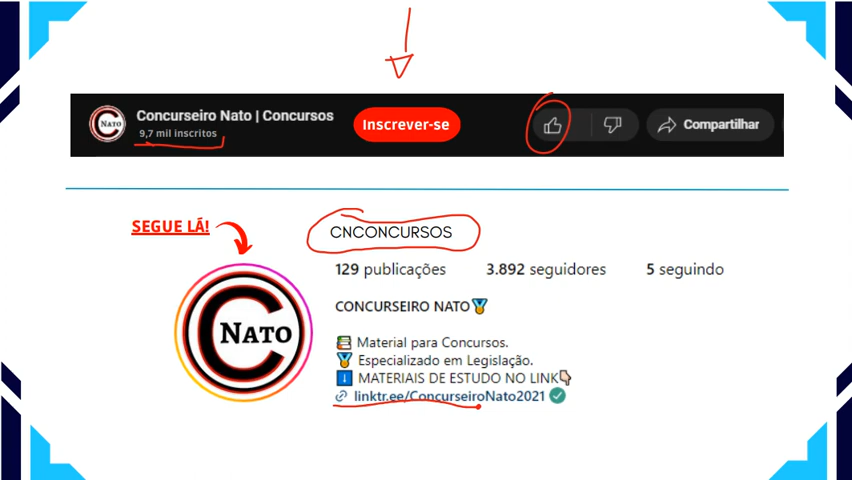 NATO
Concurseiro Nato | Concursos
9,7 mil inscritos
Inscrever-se
Compartilhar
SEGUE LÁ!
CNCONCURSOS
129 publicações 3.892 seguidores 5 seguindo
CONCURSEIRO NATO🏅
NATO
📚 Material para Concursos.
🏅 Especializado em Legislação.
⬇️ MATERIAIS DE ESTUDO NO LINK👇🏻
linktr.ee/ConcurseiroNato2021